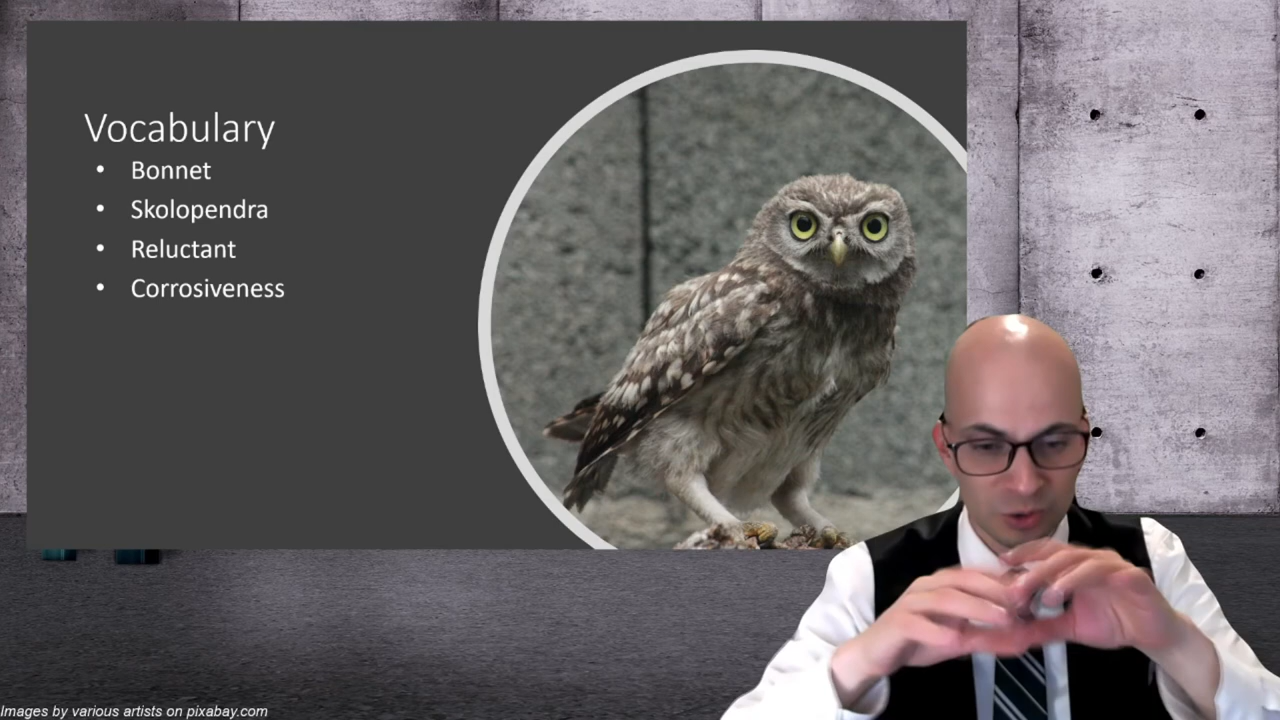 Vocabulary
• Bonnet
• Skolopendra
• Reluctant
• Corrosiveness
Images by various artists on pixabay.com